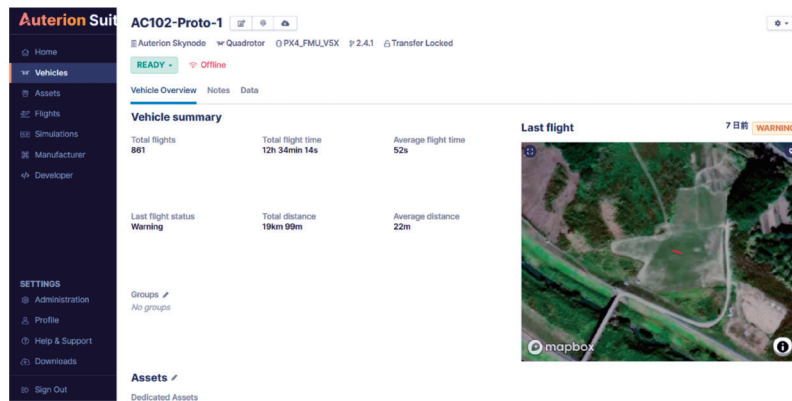 Auterion Suit
Home
Vehicles
Assets
Flights
Simulations
Manufacturer
Developer
SETTINGS
Administration
Profile
Help & Support
Downloads
Sign Out
AC102-Proto-1
Auterion Skynode Quadrotor PX4_FMU_V5X 2.4.1 Transfer Locked
READY Offline
Vehicle Overview Notes Data
Vehicle summary
Total flights Total flight time Average flight time
861 12h 34min 14s 52s
Last flight status Total distance Average distance
Warning 19km 99m 22m
Groups
No groups
Assets
Dedicated Assets
Last flight 7 日前 WARNING
mapbox